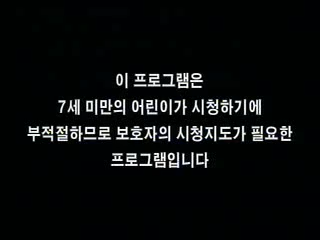 이 프로그램은
7세 미만의 어린이가 시청하기에
부적절하므로 보호자의 시청지도가 필요한
프로그램입니다